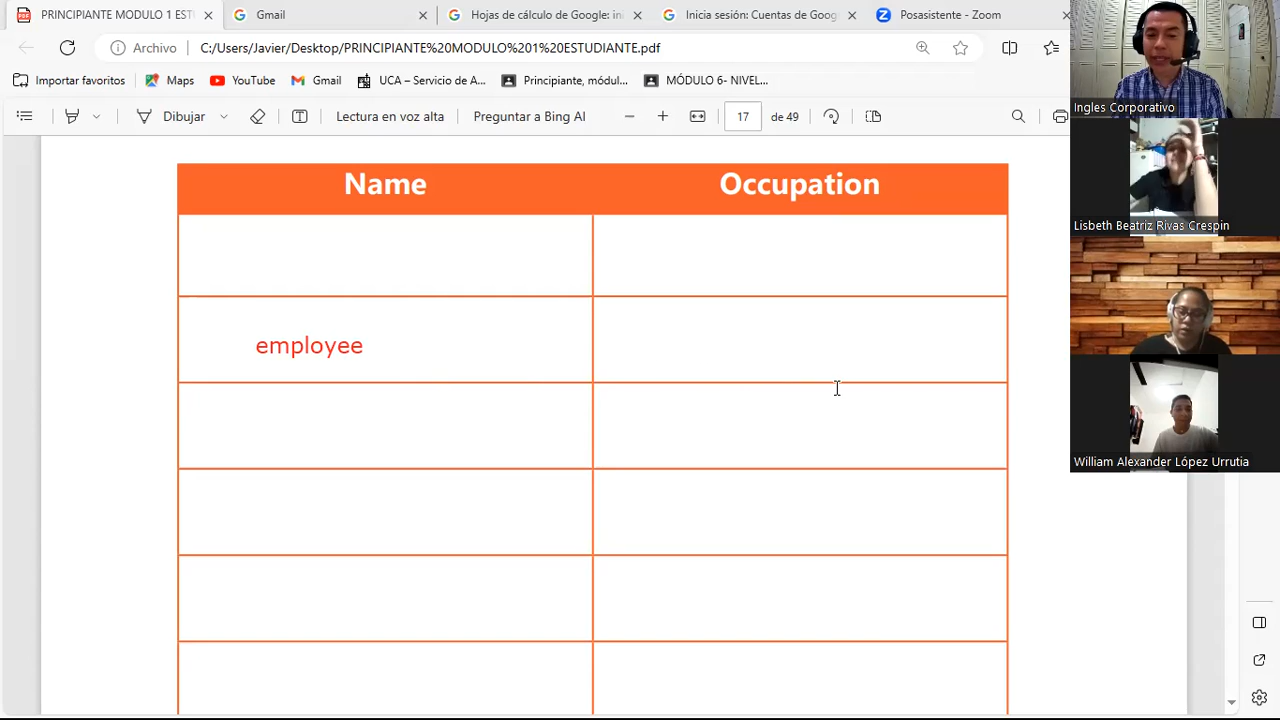 PRINCIPIANTE MODULO 1 EST
Gmail
Hojas de cálculo de Google: in
Inicia sesión: Cuentas de Goog
cosasistente - Zoom
Archivo
C:/Users/Javier/Desktop/PRINCIPIANTE%20MODULO%201%20ESTUDIANTE.pdf
Importar favoritos
Maps
YouTube
Gmail
UCA – Sede de A...
Principiante, módul...
MÓDULO 6- NIVEL...
Dibujar
Lectura en voz alta
Preguntar a Bing AI
17
de 49
Name
Occupation
employee
Ingles Corporativo
Lisbeth Beatriz Rivas Crespin
William Alexander López Urrutia